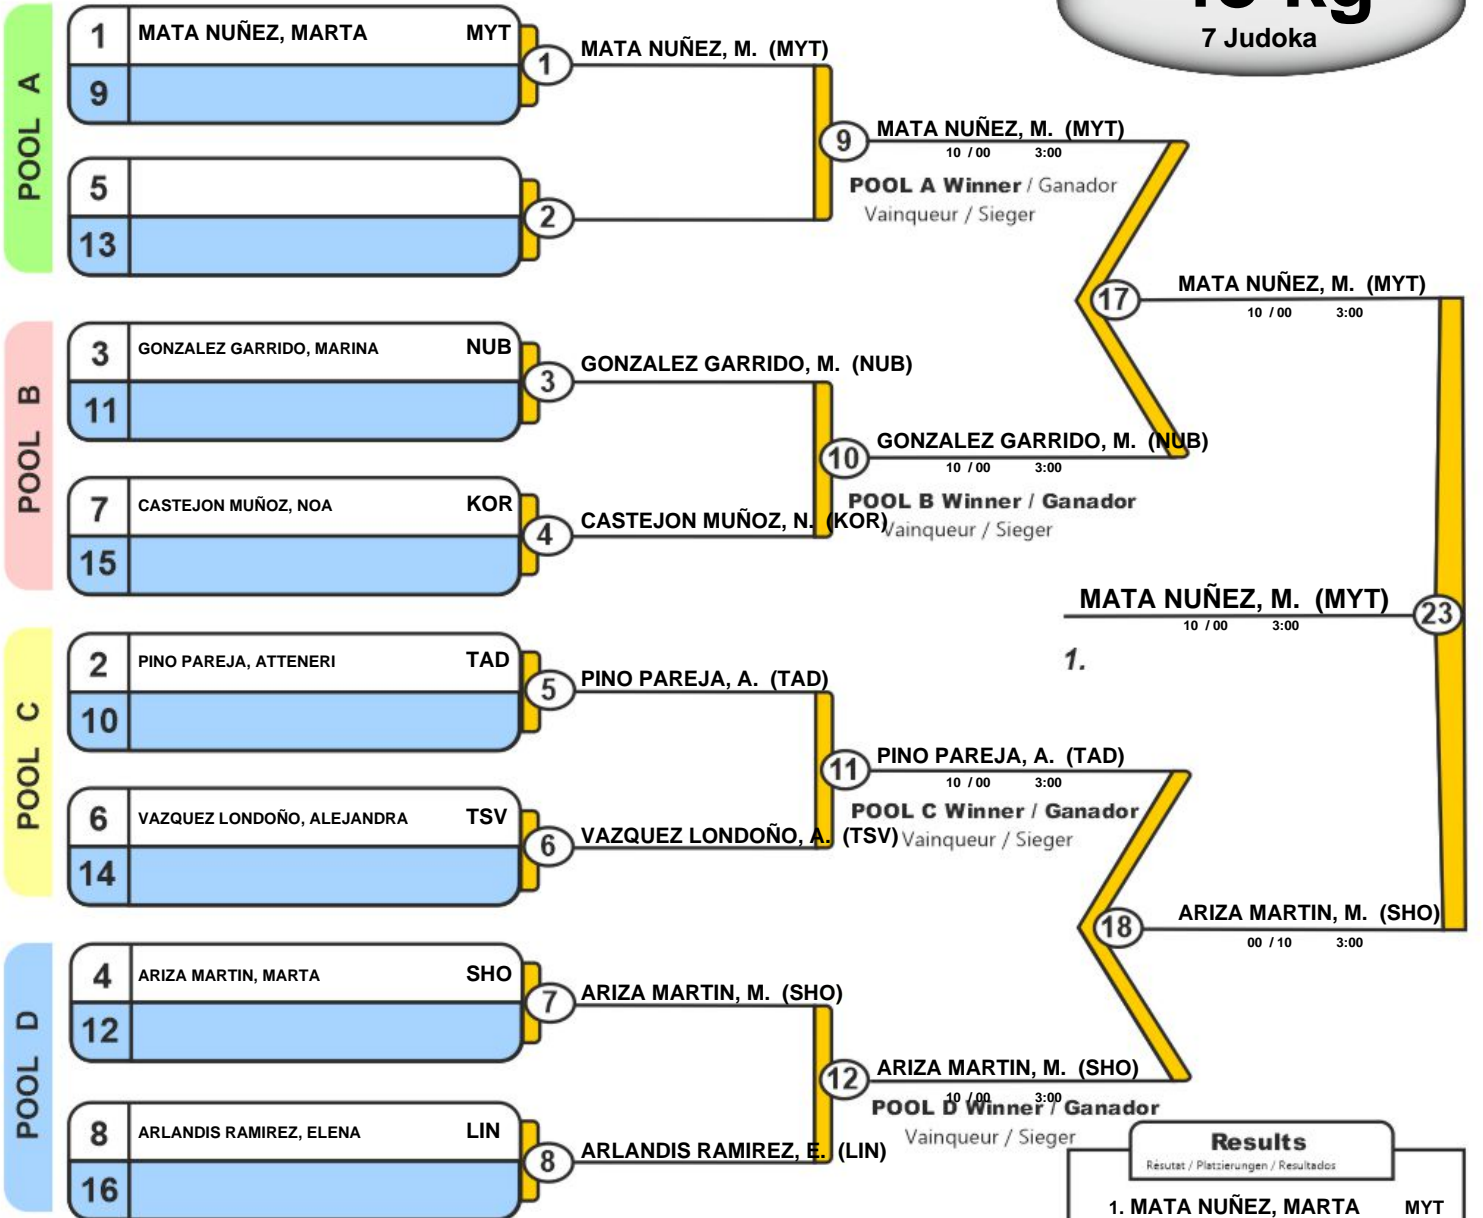 7 Judoka
POOL A
1 MATA NUÑEZ, MARTA MYT
9
1
MATA NUÑEZ, M. (MYT)
5
13
2
9
MATA NUÑEZ, M. (MYT)
10 / 00 3:00
POOL A Winner / Ganador
Vainqueur / Sieger
POOL B
3 GONZALEZ GARRIDO, MARINA NUB
11
3
GONZALEZ GARRIDO, M. (NUB)
7 CASTEJON MUÑOZ, NOA KOR
15
4
CASTEJON MUÑOZ, N. (KOR)
10
GONZALEZ GARRIDO, M. (NUB)
10 / 00 3:00
POOL B Winner / Ganador
Vainqueur / Sieger
17
MATA NUÑEZ, M. (MYT)
10 / 00 3:00
MATA NUÑEZ, M. (MYT)
10 / 00 3:00
23
1.
POOL C
2 PINO PAREJA, ATTENERI TAD
10
5
PINO PAREJA, A. (TAD)
6 VAZQUEZ LONDOÑO, ALEJANDRA TSV
14
6
VAZQUEZ LONDOÑO, A. (TSV)
11
PINO PAREJA, A. (TAD)
10 / 00 3:00
POOL C Winner / Ganador
Vainqueur / Sieger
18
ARIZA MARTIN, M. (SHO)
00 / 10 3:00
POOL D
4 ARIZA MARTIN, MARTA SHO
12
7
ARIZA MARTIN, M. (SHO)
8 ARLANDIS RAMIREZ, ELENA LIN
16
8
ARLANDIS RAMIREZ, E. (LIN)
12
ARIZA MARTIN, M. (SHO)
10 / 00 3:00
POOL D Winner / Ganador
Vainqueur / Sieger
Results
Résutat / Platzierungen / Resultados
1. MATA NUÑEZ, MARTA MYT